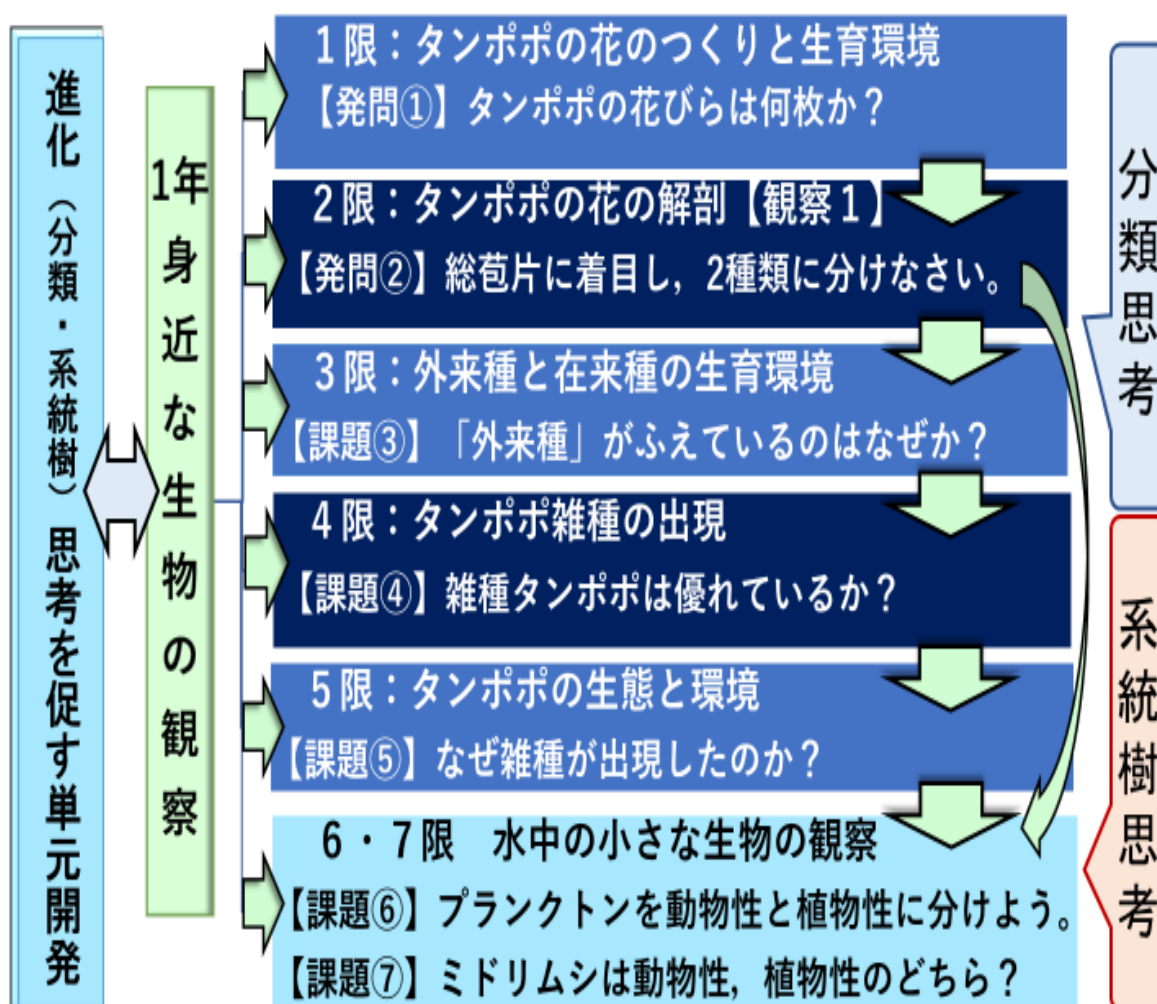 進化（分類・系統樹）思考を促す単元開発
1年 身近な生物の観察
1限：タンポポの花のつくりと生育環境
【発問①】タンポポの花びらは何枚か？
2限：タンポポの花の解剖【観察1】
【発問②】総苞片に着目し，2種類に分けなさい。
3限：外来種と在来種の生育環境
【課題③】「外来種」がふえているのはなぜか？
4限：タンポポ雑種の出現
【課題④】雑種タンポポは優れているか？
5限：タンポポの生態と環境
【課題⑤】なぜ雑種が出現したのか？
6・7限　水中の小さな生物の観察
【課題⑥】プランクトンを動物性と植物性に分けよう。
【課題⑦】ミドリムシは動物性，植物性のどちら？
分類思考
系統樹思考